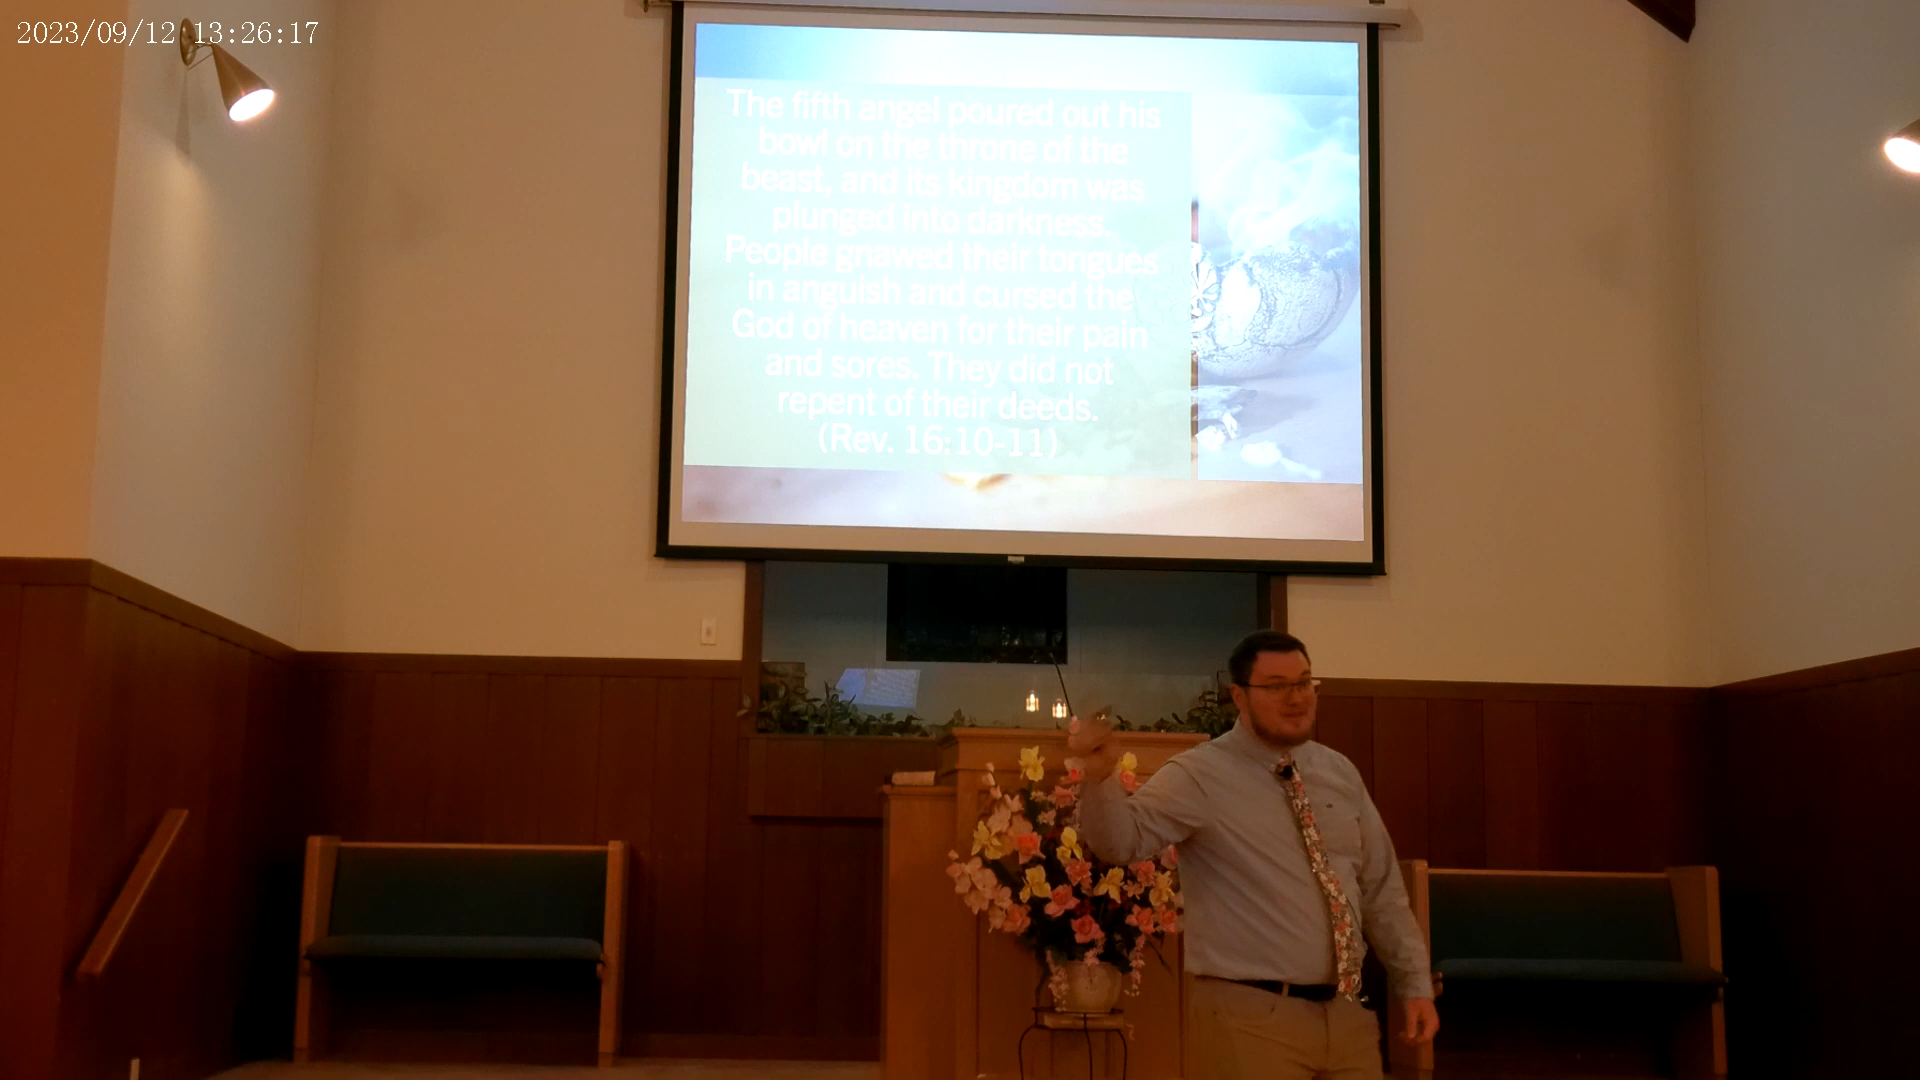 2023/09/12 13:26:17
The fifth angel poured out his
bowl on the throne of the
beast, and its kingdom was
plunged into darkness.
People gnawed their tongues
in anguish and cursed the
God of heaven for their pain
and sores. They did not
repent of their deeds.
(Rev. 16:10-11)